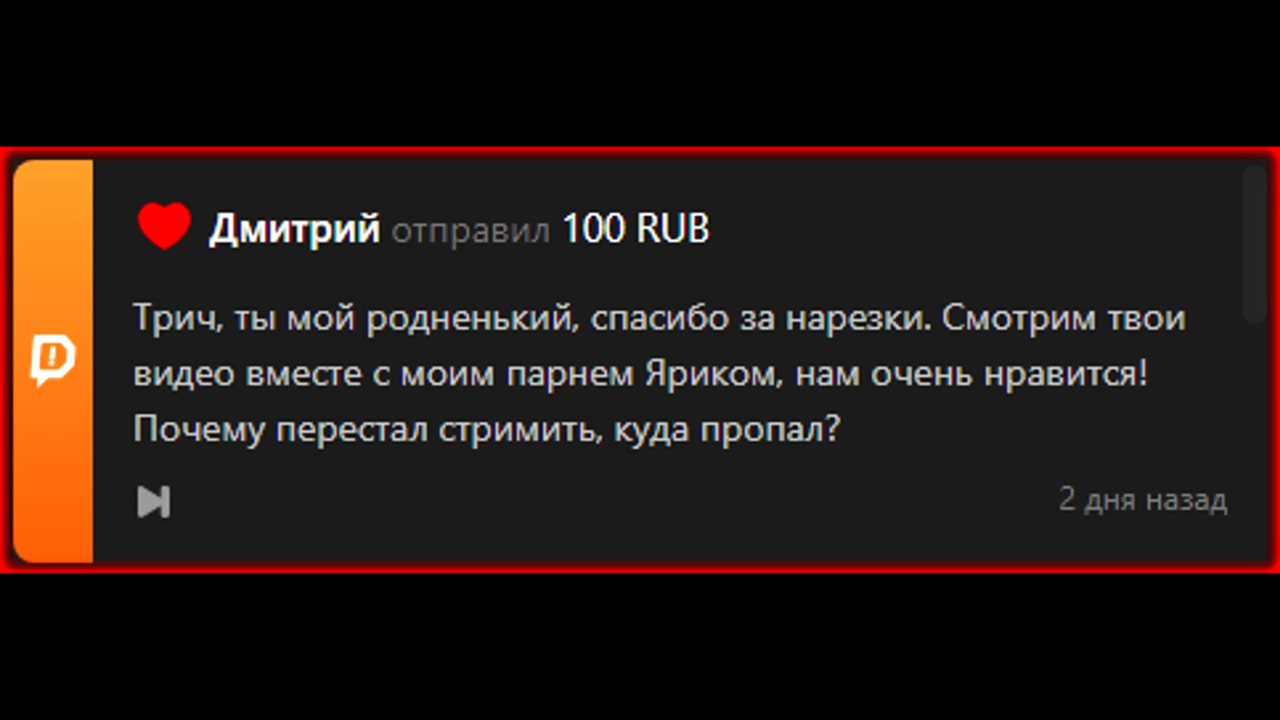 Дмитрий отправил 100 RUB
Трич, ты мой родненький, спасибо за нарезки. Смотрим твои
видео вместе с моим парнем Яриком, нам очень нравится!
Почему перестал стримить, куда пропал?
2 дня назад